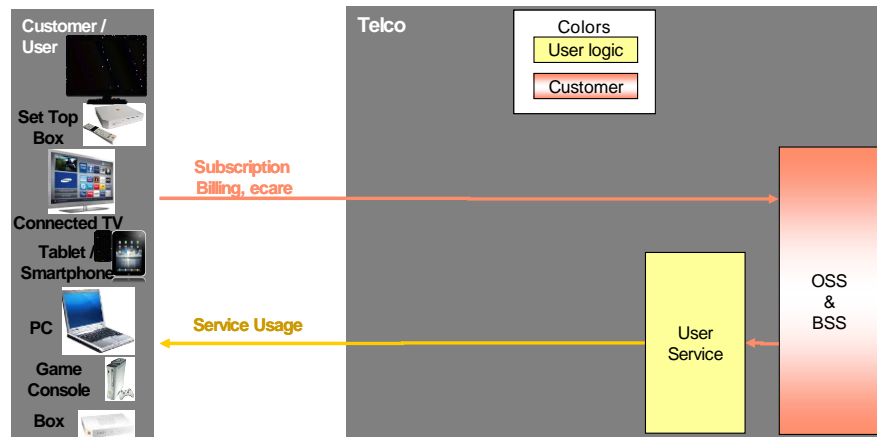 Customer /
User
Set Top
Box
Connected TV
Tablet /
Smartphone
PC
Game
Console
Box
Subscription
Billing, ecare
Service Usage
Telco
Colors
User logic
Customer
User
Service
OSS
&
BSS